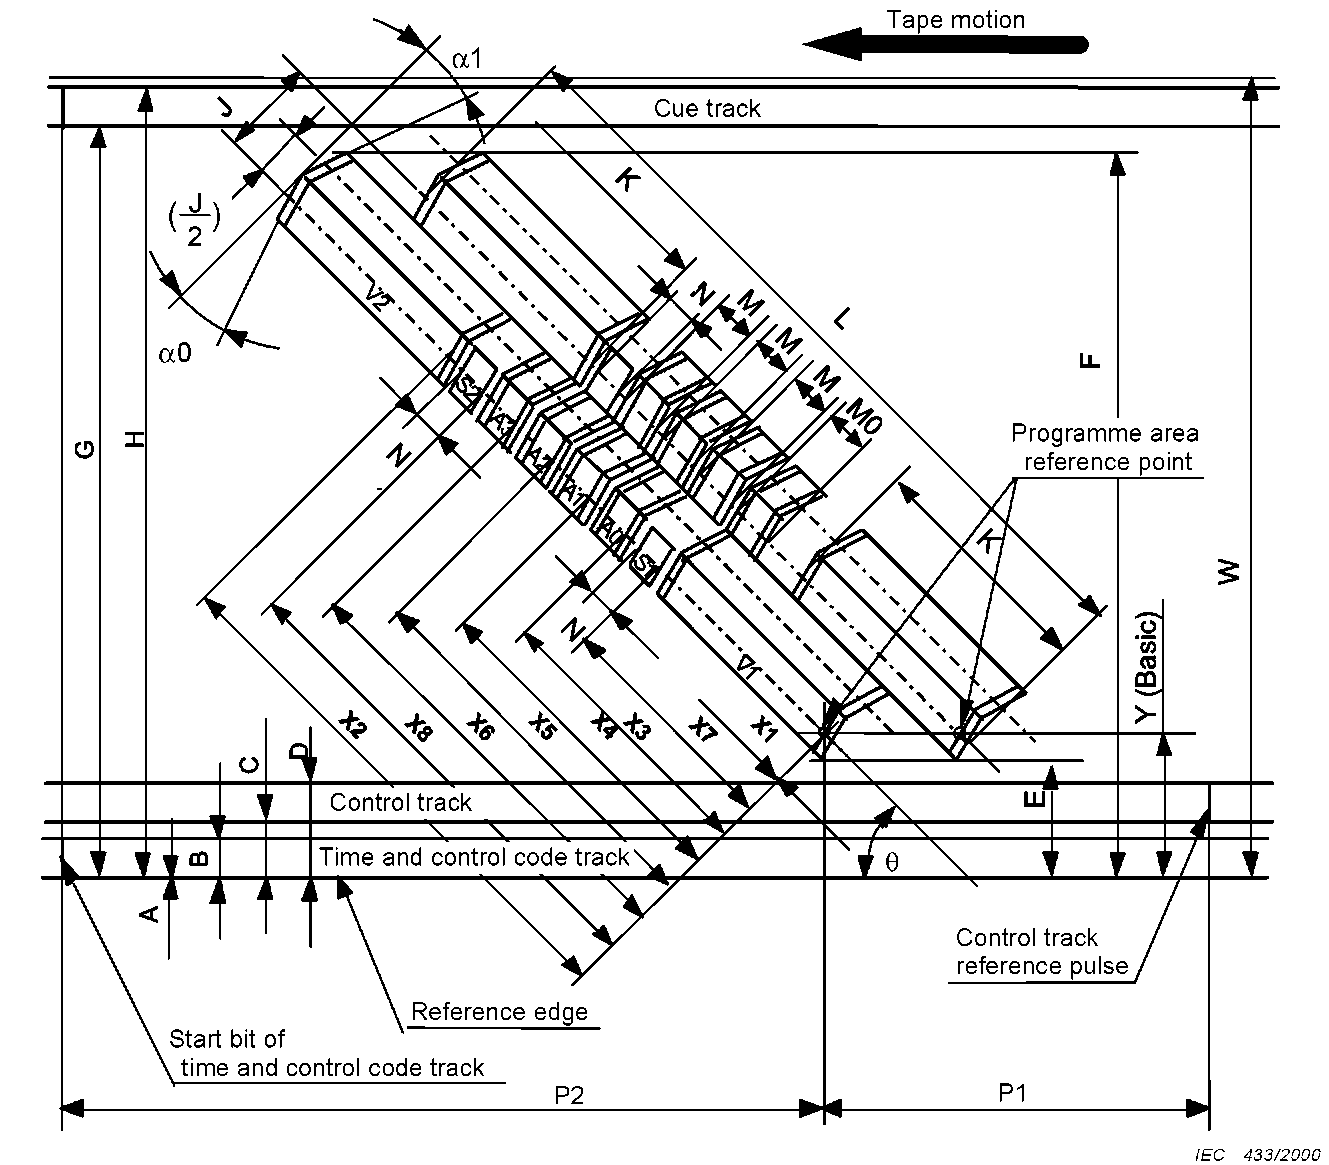 Tape motion
α1
J
Cue track
K
(J/2)
N
M
M
M
M0
L
F
V2
α0
G
H
S2
A3
A2
A1
A0
S1
N
N
Programme area
reference point
K
W
Y (Basic)
V1
X2
X8
X6
X5
X4
X3
X7
X1
C
D
E
Control track
B
Time and control code track
θ
A
Control track
reference pulse
Reference edge
Start bit of
time and control code track
P2
P1
IEC 433/2000